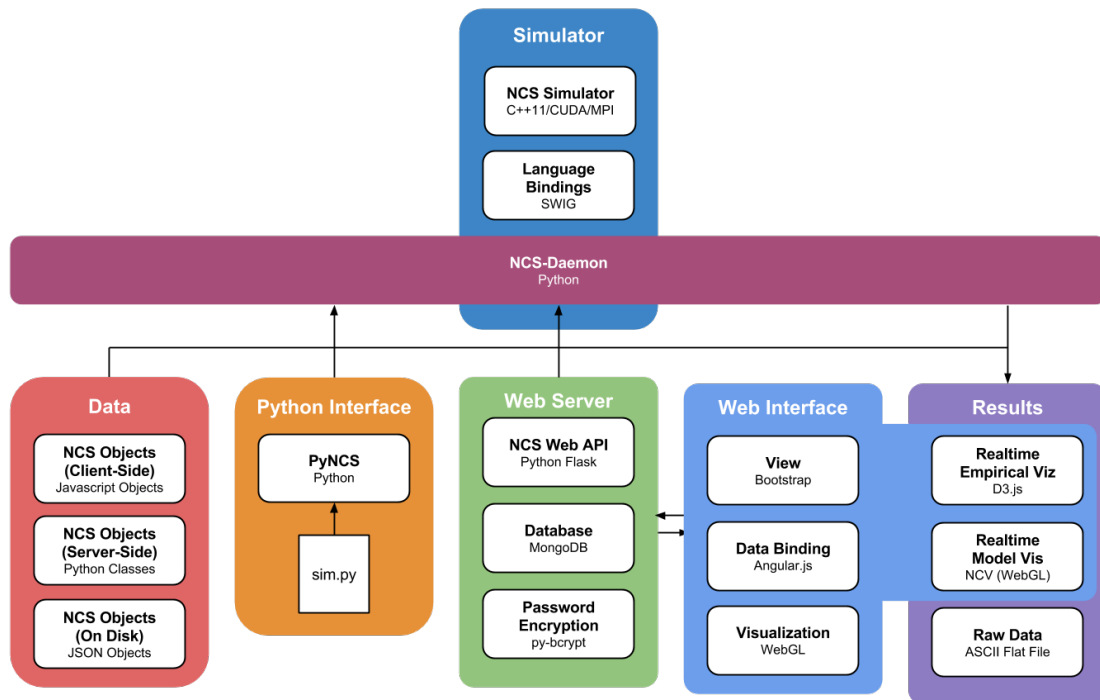 Simulator
NCS Simulator
C++11/CUDA/MPI
Language
Bindings
SWIG
NCS-Daemon
Python
Data
NCS Objects
(Client-Side)
Javascript Objects
NCS Objects
(Server-Side)
Python Classes
NCS Objects
(On Disk)
JSON Objects
Python Interface
PyNCS
Python
sim.py
Web Server
NCS Web API
Python Flask
Database
MongoDB
Password
Encryption
py-bcrypt
Web Interface
View
Bootstrap
Data Binding
Angular.js
Visualization
WebGL
Results
Realtime
Empirical Viz
D3.js
Realtime
Model Vis
NCV (WebGL)
Raw Data
ASCII Flat File